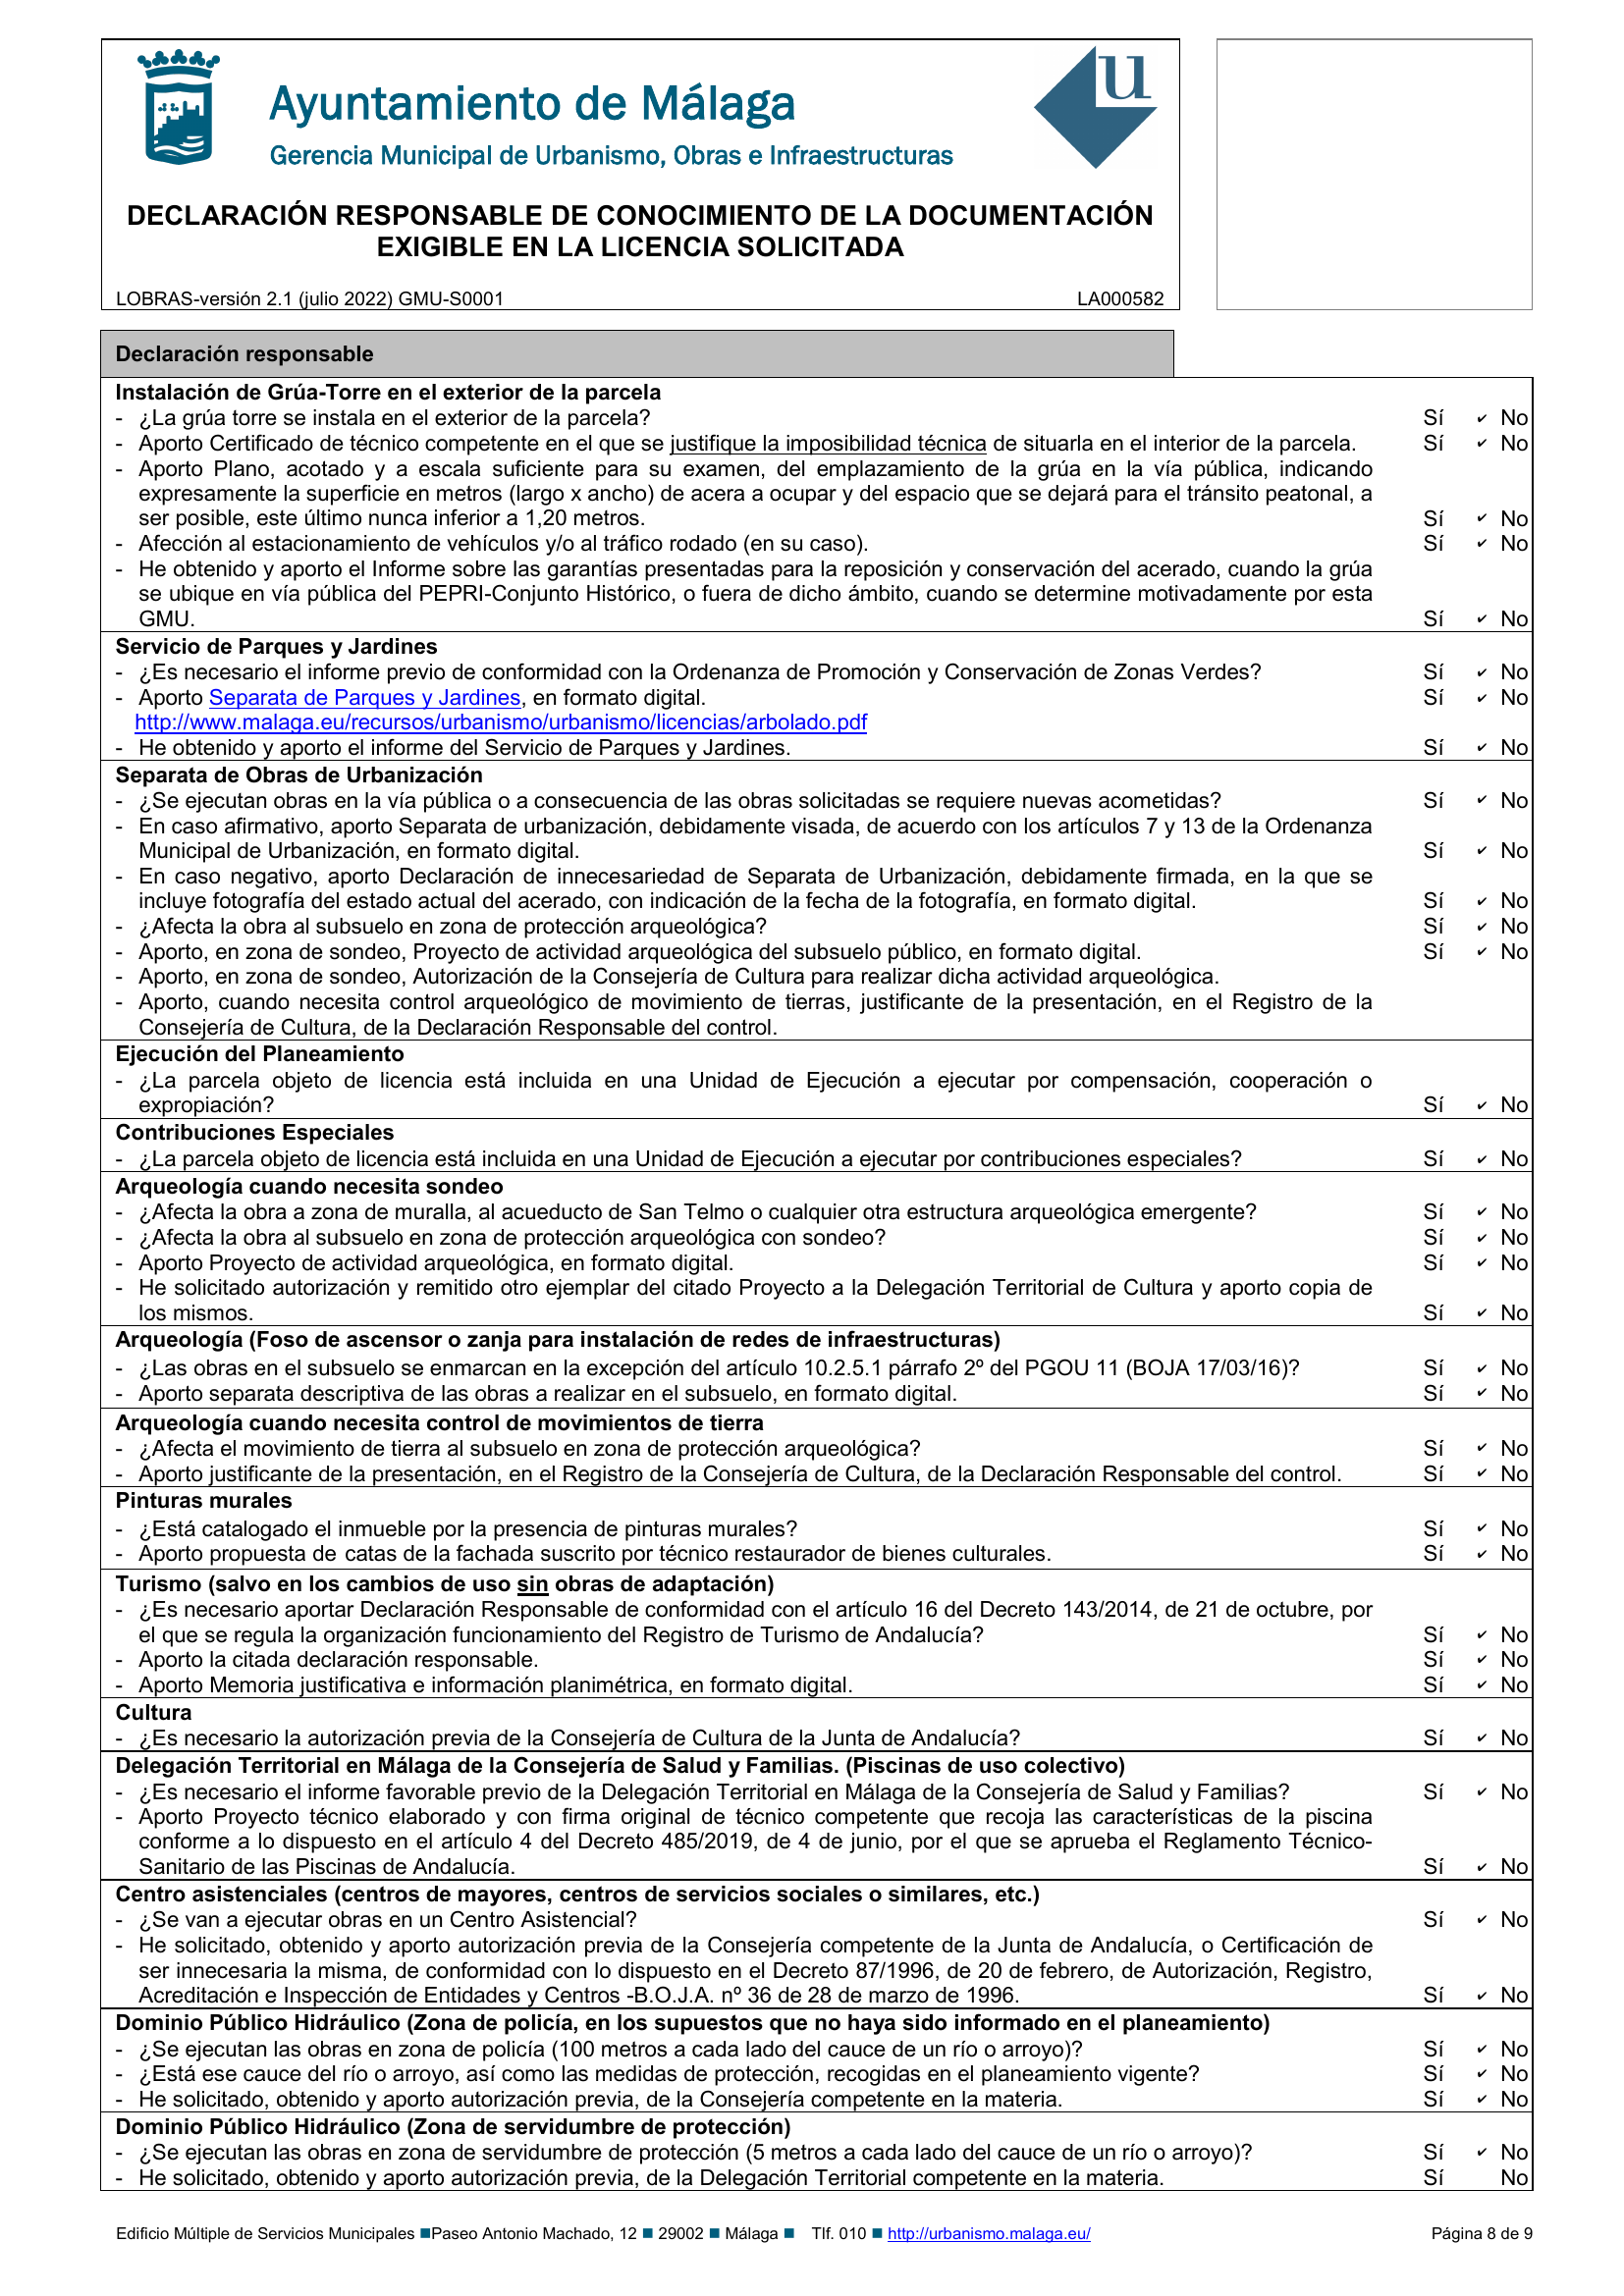 Ayuntamiento de Málaga
Gerencia Municipal de Urbanismo, Obras e Infraestructuras
u
DECLARACIÓN RESPONSABLE DE CONOCIMIENTO DE LA DOCUMENTACIÓN
EXIGIBLE EN LA LICENCIA SOLICITADA
LOBRAS-versión 2.1 (julio 2022) GMU-S0001 LA000582
Declaración responsable
Instalación de Grúa-Torre en el exterior de la parcela
- ¿La grúa torre se instala en el exterior de la parcela? Sí ✔ No
- Aporto Certificado de técnico competente en el que se justifique la imposibilidad técnica de situarla en el interior de la parcela. Sí ✔ No
- Aporto Plano, acotado y a escala suficiente para su examen, del emplazamiento de la grúa en la vía pública, indicando
expresamente la superficie en metros (largo x ancho) de acera a ocupar y del espacio que se dejará para el tránsito peatonal, a
ser posible, este último nunca inferior a 1,20 metros. Sí ✔ No
- Afección al estacionamiento de vehículos y/o al tráfico rodado (en su caso). Sí ✔ No
- He obtenido y aporto el Informe sobre las garantías presentadas para la reposición y conservación del acerado, cuando la grúa
se ubique en vía pública del PEPRI-Conjunto Histórico, o fuera de dicho ámbito, cuando se determine motivadamente por esta
GMU. Sí ✔ No
Servicio de Parques y Jardines
- ¿Es necesario el informe previo de conformidad con la Ordenanza de Promoción y Conservación de Zonas Verdes? Sí ✔ No
- Aporto Separata de Parques y Jardines, en formato digital. Sí ✔ No
http://www.malaga.eu/recursos/urbanismo/urbanismo/licencias/arbolado.pdf
- He obtenido y aporto el informe del Servicio de Parques y Jardines. Sí ✔ No
Separata de Obras de Urbanización
- ¿Se ejecutan obras en la vía pública o a consecuencia de las obras solicitadas se requiere nuevas acometidas? Sí ✔ No
- En caso afirmativo, aporto Separata de urbanización, debidamente visada, de acuerdo con los artículos 7 y 13 de la Ordenanza
Municipal de Urbanización, en formato digital. Sí ✔ No
- En caso negativo, aporto Declaración de innecesariedad de Separata de Urbanización, debidamente firmada, en la que se
incluye fotografía del estado actual del acerado, con indicación de la fecha de la fotografía, en formato digital. Sí ✔ No
- ¿Afecta la obra al subsuelo en zona de protección arqueológica? Sí ✔ No
- Aporto, en zona de sondeo, Proyecto de actividad arqueológica del subsuelo público, en formato digital. Sí ✔ No
- Aporto, en zona de sondeo, Autorización de la Consejería de Cultura para realizar dicha actividad arqueológica.
- Aporto, cuando necesita control arqueológico de movimiento de tierras, justificante de la presentación, en el Registro de la
Consejería de Cultura, de la Declaración Responsable del control.
Ejecución del Planeamiento
- ¿La parcela objeto de licencia está incluida en una Unidad de Ejecución a ejecutar por compensación, cooperación o
expropiación? Sí ✔ No
Contribuciones Especiales
- ¿La parcela objeto de licencia está incluida en una Unidad de Ejecución a ejecutar por contribuciones especiales? Sí ✔ No
Arqueología cuando necesita sondeo
- ¿Afecta la obra a zona de muralla, al acueducto de San Telmo o cualquier otra estructura arqueológica emergente? Sí ✔ No
- ¿Afecta la obra al subsuelo en zona de protección arqueológica con sondeo? Sí ✔ No
- Aporto Proyecto de actividad arqueológica, en formato digital. Sí ✔ No
- He solicitado autorización y remitido otro ejemplar del citado Proyecto a la Delegación Territorial de Cultura y aporto copia de
los mismos. Sí ✔ No
Arqueología (Foso de ascensor o zanja para instalación de redes de infraestructuras)
- ¿Las obras en el subsuelo se enmarcan en la excepción del artículo 10.2.5.1 párrafo 2º del PGOU 11 (BOJA 17/03/16)? Sí ✔ No
- Aporto separata descriptiva de las obras a realizar en el subsuelo, en formato digital. Sí ✔ No
Arqueología cuando necesita control de movimientos de tierra
- ¿Afecta el movimiento de tierra al subsuelo en zona de protección arqueológica? Sí ✔ No
- Aporto justificante de la presentación, en el Registro de la Consejería de Cultura, de la Declaración Responsable del control. Sí ✔ No
Pinturas murales
- ¿Está catalogado el inmueble por la presencia de pinturas murales? Sí ✔ No
- Aporto propuesta de catas de la fachada suscrito por técnico restaurador de bienes culturales. Sí ✔ No
Turismo (salvo en los cambios de uso sin obras de adaptación)
- ¿Es necesario aportar Declaración Responsable de conformidad con el artículo 16 del Decreto 143/2014, de 21 de octubre, por
el que se regula la organización funcionamiento del Registro de Turismo de Andalucía? Sí ✔ No
- Aporto la citada declaración responsable. Sí ✔ No
- Aporto Memoria justificativa e información planimétrica, en formato digital. Sí ✔ No
Cultura
- ¿Es necesario la autorización previa de la Consejería de Cultura de la Junta de Andalucía? Sí ✔ No
Delegación Territorial en Málaga de la Consejería de Salud y Familias. (Piscinas de uso colectivo)
- ¿Es necesario el informe favorable previo de la Delegación Territorial en Málaga de la Consejería de Salud y Familias? Sí ✔ No
- Aporto Proyecto técnico elaborado y con firma original de técnico competente que recoja las características de la piscina
conforme a lo dispuesto en el artículo 4 del Decreto 485/2019, de 4 de junio, por el que se aprueba el Reglamento Técnico-
Sanitario de las Piscinas de Andalucía. Sí ✔ No
Centro asistenciales (centros de mayores, centros de servicios sociales o similares, etc.)
- ¿Se van a ejecutar obras en un Centro Asistencial? Sí ✔ No
- He solicitado, obtenido y aporto autorización previa de la Consejería competente de la Junta de Andalucía, o Certificación de
ser innecesaria la misma, de conformidad con lo dispuesto en el Decreto 87/1996, de 20 de febrero, de Autorización, Registro,
Acreditación e Inspección de Entidades y Centros -B.O.J.A. nº 36 de 28 de marzo de 1996. Sí ✔ No
Dominio Público Hidráulico (Zona de policía, en los supuestos que no haya sido informado en el planeamiento)
- ¿Se ejecutan las obras en zona de policía (100 metros a cada lado del cauce de un río o arroyo)? Sí ✔ No
- ¿Está ese cauce del río o arroyo, así como las medidas de protección, recogidas en el planeamiento vigente? Sí ✔ No
- He solicitado, obtenido y aporto autorización previa, de la Consejería competente en la materia. Sí ✔ No
Dominio Público Hidráulico (Zona de servidumbre de protección)
- ¿Se ejecutan las obras en zona de servidumbre de protección (5 metros a cada lado del cauce de un río o arroyo)? Sí ✔ No
- He solicitado, obtenido y aporto autorización previa, de la Delegación Territorial competente en la materia. Sí No
Edificio Múltiple de Servicios Municipales ■Paseo Antonio Machado, 12 ■ 29002 ■ Málaga ■ Tlf. 010 ■ http://urbanismo.malaga.eu/ Página 8 de 9